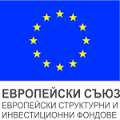 ЕВРОПЕЙСКИ СЪЮЗ
ЕВРОПЕЙСКИ СТРУКТУРНИ И
ИНВЕСТИЦИОННИ ФОНДОВЕ